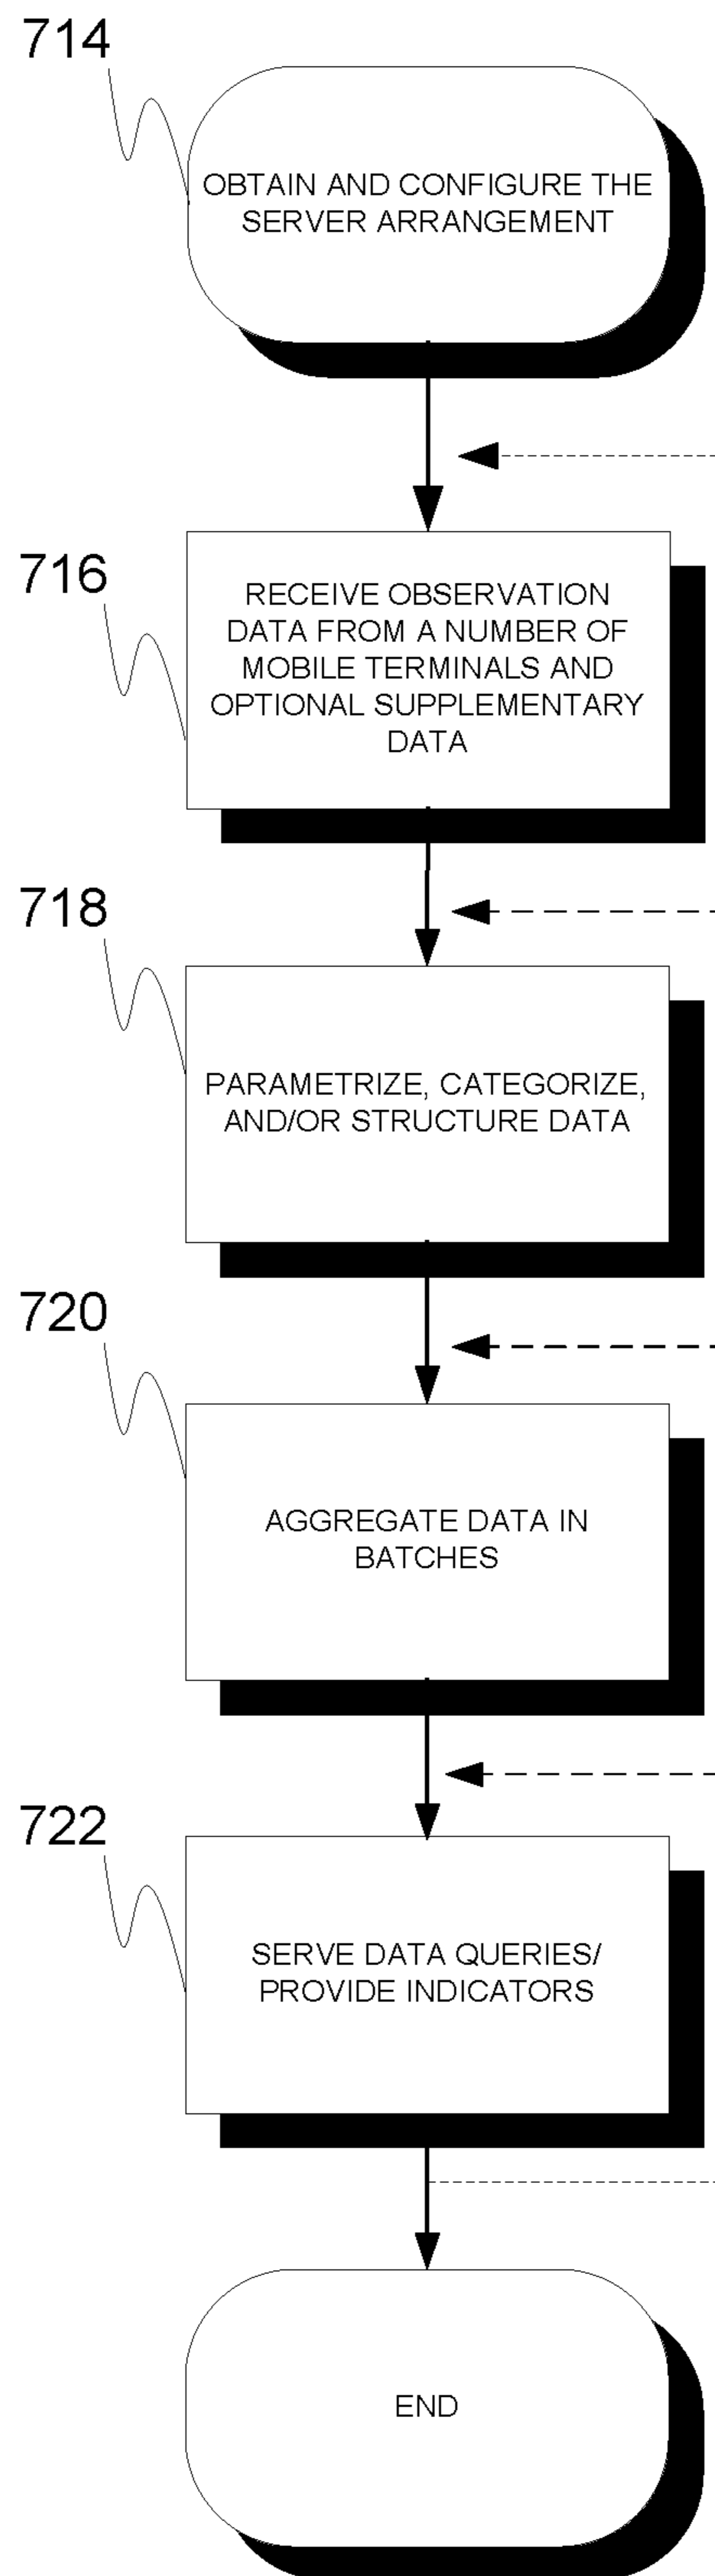 714
OBTAIN AND CONFIGURE THE
SERVER ARRANGEMENT
716
RECEIVE OBSERVATION
DATA FROM A NUMBER OF
MOBILE TERMINALS AND
OPTIONAL SUPPLEMENTARY
DATA
718
PARAMETRIZE, CATEGORIZE,
AND/OR STRUCTURE DATA
720
AGGREGATE DATA IN
BATCHES
722
SERVE DATA QUERIES/
PROVIDE INDICATORS
END